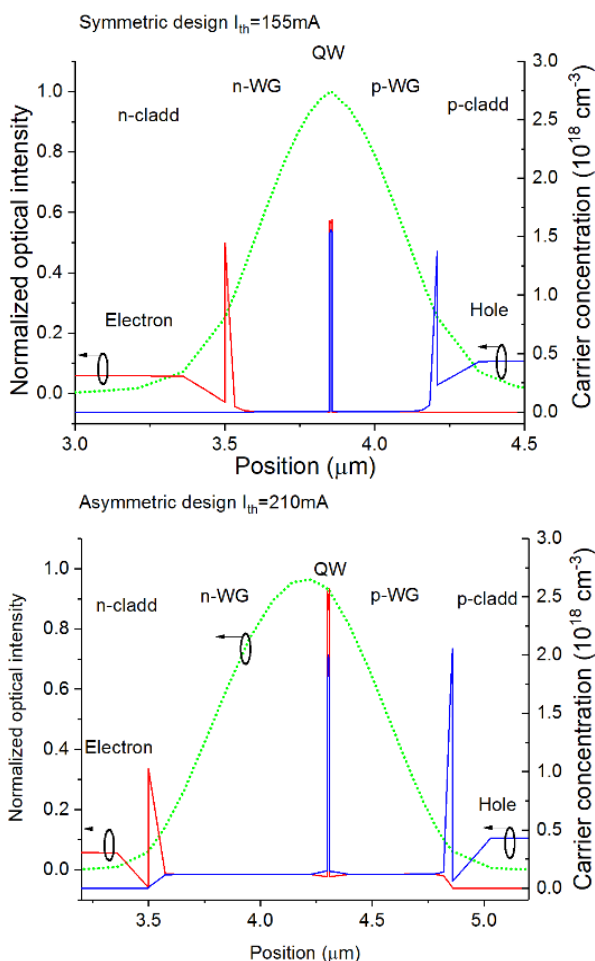 Symmetric design I_th=155mA
QW
n-WG
p-WG
n-cladd
p-cladd
Electron
Hole
Normalized optical intensity
1.0
0.8
0.6
0.4
0.2
0.0
3.0
2.5
2.0
1.5
1.0
0.5
0.0
Carrier concentration (10^18 cm^-3)
3.0
3.5
4.0
4.5
Position (μm)
Asymmetric design I_th=210mA
QW
n-cladd
n-WG
p-WG
p-cladd
Electron
Hole
Normalized optical intensity
1.0
0.8
0.6
0.4
0.2
0.0
3.0
2.5
2.0
1.5
1.0
0.5
0.0
Carrier concentration (10^18 cm^-3)
3.5
4.0
4.5
5.0
Position (μm)